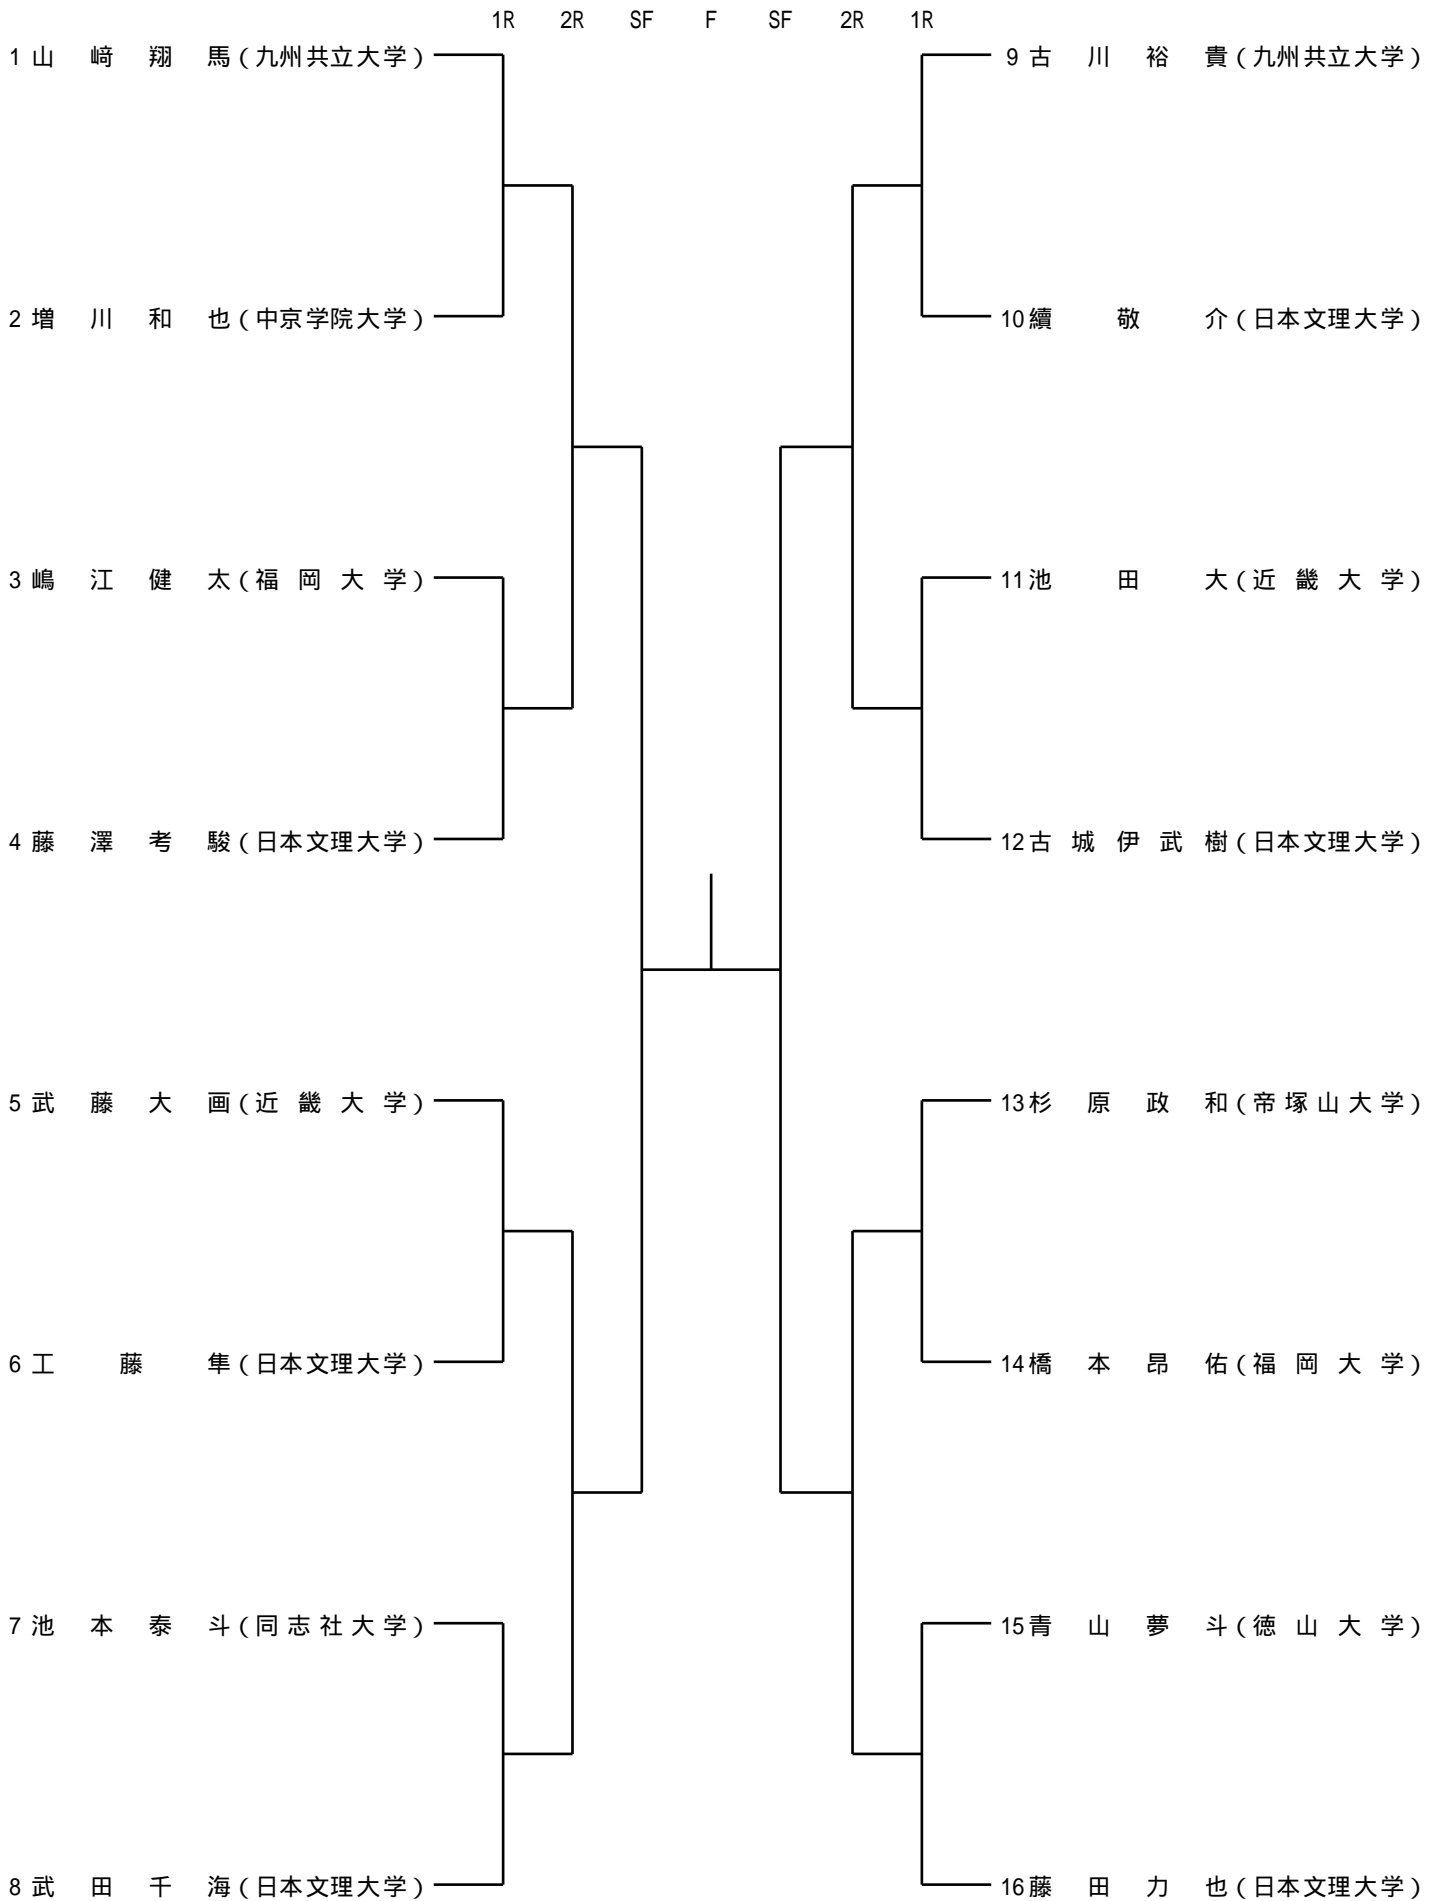 1R 2R SF F SF 2R 1R
1 山 﨑 翔 馬 ( 九州共立大学 )
2 増 川 和 也 ( 中京学院大学 )
3 嶋 江 健 太 ( 福 岡 大 学 )
4 藤 澤 考 駿 ( 日本文理大学 )
5 武 藤 大 画 ( 近 畿 大 学 )
6 工 藤 隼 ( 日本文理大学 )
7 池 本 泰 斗 ( 同志社大学 )
8 武 田 千 海 ( 日本文理大学 )
9 古 川 裕 貴 ( 九州共立大学 )
10 續 敬 介 ( 日本文理大学 )
11 池 田 大 ( 近 畿 大 学 )
12 古 城 伊 武 樹 ( 日本文理大学 )
13 杉 原 政 和 ( 帝塚山大学 )
14 橋 本 昂 佑 ( 福 岡 大 学 )
15 青 山 夢 斗 ( 徳 山 大 学 )
16 藤 田 力 也 ( 日本文理大学 )